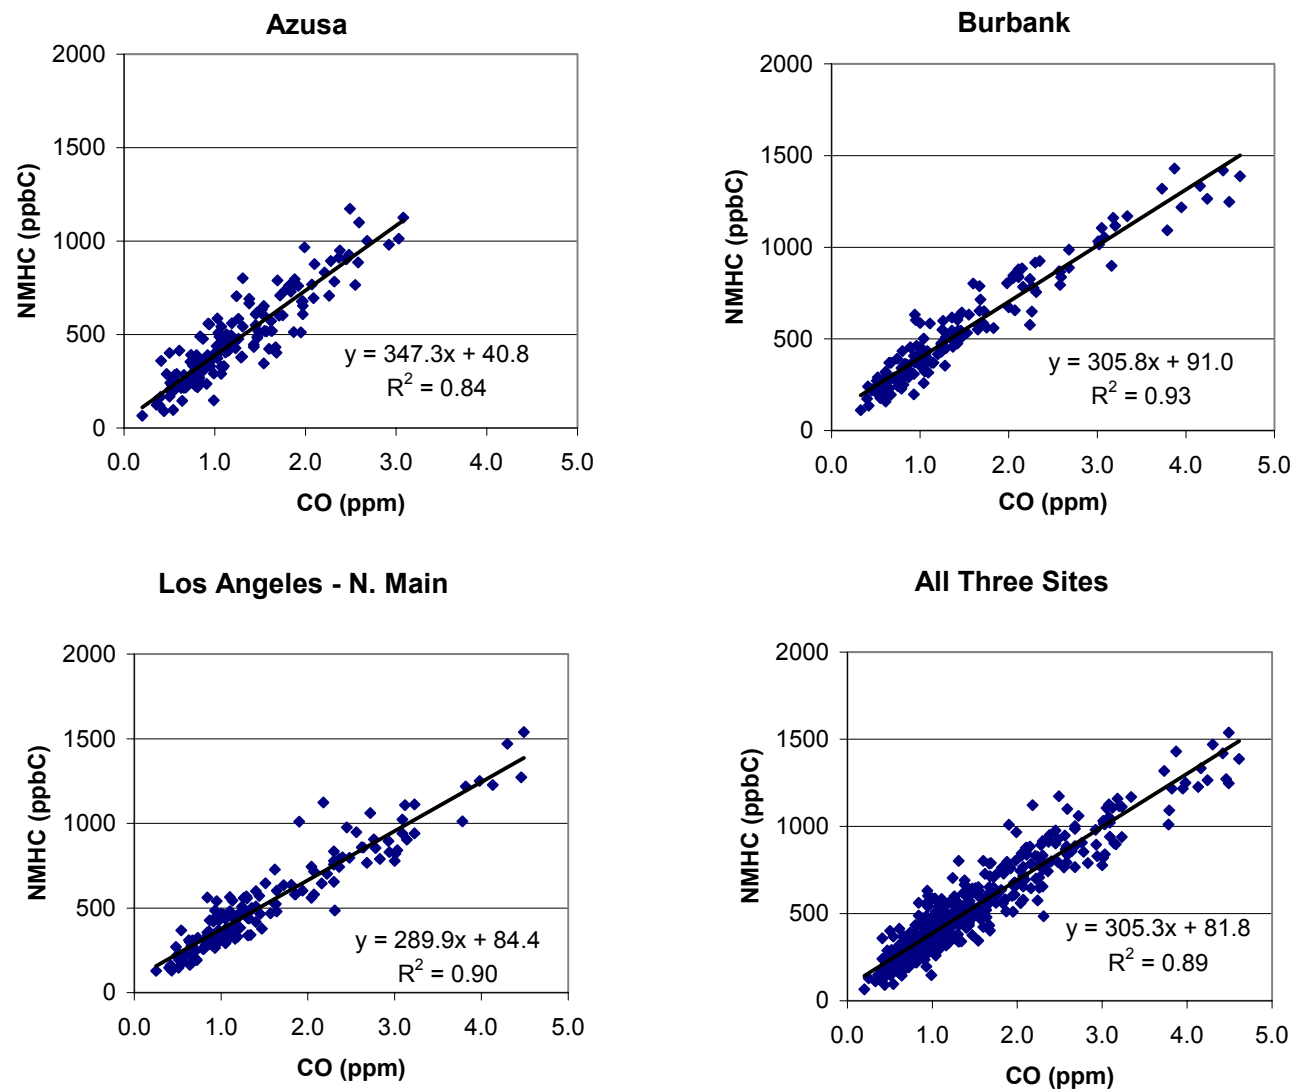 Azusa
2000
1500
1000
500
0
NMHC (ppbC)
y = 347.3x + 40.8
R² = 0.84
0.0 1.0 2.0 3.0 4.0 5.0
CO (ppm)
Burbank
2000
1500
1000
500
0
NMHC (ppbC)
y = 305.8x + 91.0
R² = 0.93
0.0 1.0 2.0 3.0 4.0 5.0
CO (ppm)
Los Angeles - N. Main
2000
1500
1000
500
0
NMHC (ppbC)
y = 289.9x + 84.4
R² = 0.90
0.0 1.0 2.0 3.0 4.0 5.0
CO (ppm)
All Three Sites
2000
1500
1000
500
0
NMHC (ppbC)
y = 305.3x + 81.8
R² = 0.89
0.0 1.0 2.0 3.0 4.0 5.0
CO (ppm)